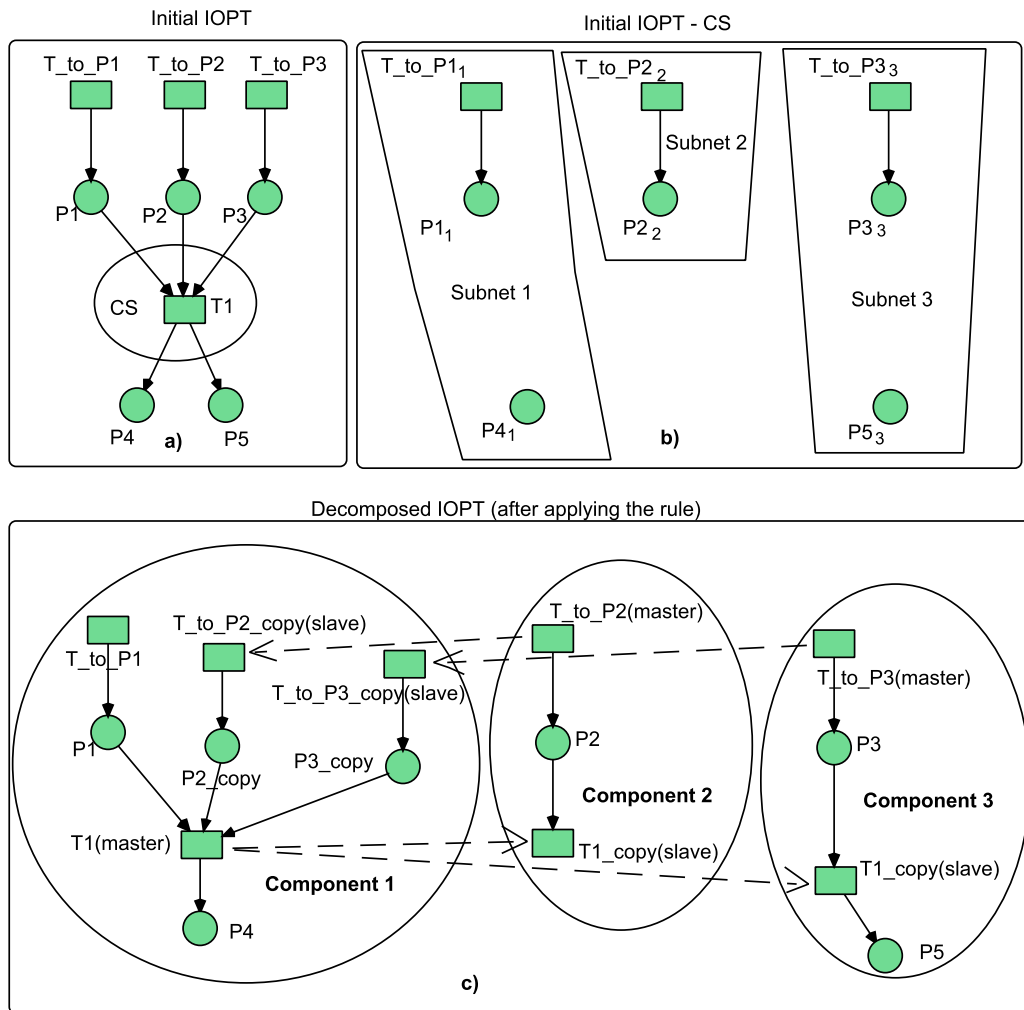 Initial IOPT
Initial IOPT - CS
T_to_P1
T_to_P2
T_to_P3
P1
P2
P3
CS
T1
P4
P5
a)
T_to_P1₁
T_to_P2₂
T_to_P3₃
Subnet 2
P1₁
P2₂
P3₃
Subnet 1
Subnet 3
P4₁
P5₃
b)
Decomposed IOPT (after applying the rule)
T_to_P1
T_to_P2_copy(slave)
T_to_P3_copy(slave)
P1
P2_copy
P3_copy
T1(master)
Component 1
P4
T_to_P2(master)
P2
Component 2
T1_copy(slave)
T_to_P3(master)
P3
Component 3
T1_copy(slave)
P5
c)